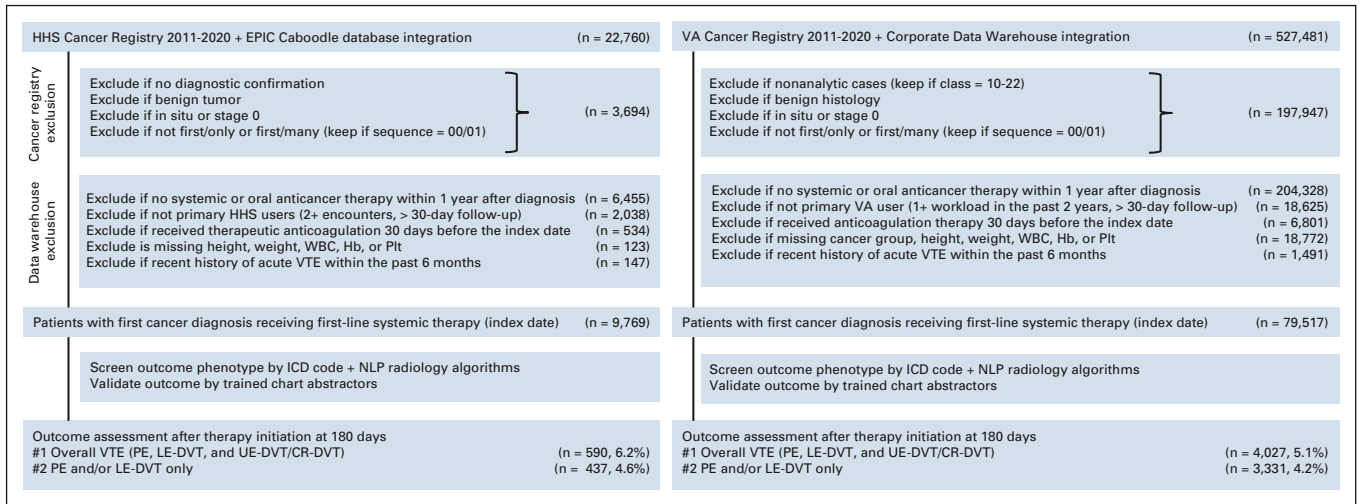 HHS Cancer Registry 2011-2020 + EPIC Caboodle database integration (n = 22,760)
Cancer registry exclusion
Exclude if no diagnostic confirmation
Exclude if benign tumor
Exclude if in situ or stage 0
Exclude if not first/only or first/many (keep if sequence = 00/01)
(n = 3,694)
Data warehouse exclusion
Exclude if no systemic or oral anticancer therapy within 1 year after diagnosis (n = 6,455)
Exclude if not primary HHS users (2+ encounters, > 30-day follow-up) (n = 2,038)
Exclude if received therapeutic anticoagulation 30 days before the index date (n = 534)
Exclude is missing height, weight, WBC, Hb, or Plt (n = 123)
Exclude if recent history of acute VTE within the past 6 months (n = 147)
Patients with first cancer diagnosis receiving first-line systemic therapy (index date) (n = 9,769)
Screen outcome phenotype by ICD code + NLP radiology algorithms
Validate outcome by trained chart abstractors
Outcome assessment after therapy initiation at 180 days
#1 Overall VTE (PE, LE-DVT, and UE-DVT/CR-DVT) (n = 590, 6.2%)
#2 PE and/or LE-DVT only (n = 437, 4.6%)
VA Cancer Registry 2011-2020 + Corporate Data Warehouse integration (n = 527,481)
Exclude if nonanalytic cases (keep if class = 10-22)
Exclude if benign histology
Exclude if in situ or stage 0
Exclude if not first/only or first/many (keep if sequence = 00/01)
(n = 197,947)
Exclude if no systemic or oral anticancer therapy within 1 year after diagnosis (n = 204,328)
Exclude if not primary VA user (1+ workload in the past 2 years, > 30-day follow-up) (n = 18,625)
Exclude if received anticoagulation therapy 30 days before the index date (n = 6,801)
Exclude if missing cancer group, height, weight, WBC, Hb, or Plt (n = 18,772)
Exclude if recent history of acute VTE within the past 6 months (n = 1,491)
Patients with first cancer diagnosis receiving first-line systemic therapy (index date) (n = 79,517)
Screen outcome phenotype by ICD code + NLP radiology algorithms
Validate outcome by trained chart abstractors
Outcome assessment after therapy initiation at 180 days
#1 Overall VTE (PE, LE-DVT, and UE-DVT/CR-DVT) (n = 4,027, 5.1%)
#2 PE and/or LE-DVT only (n = 3,331, 4.2%)